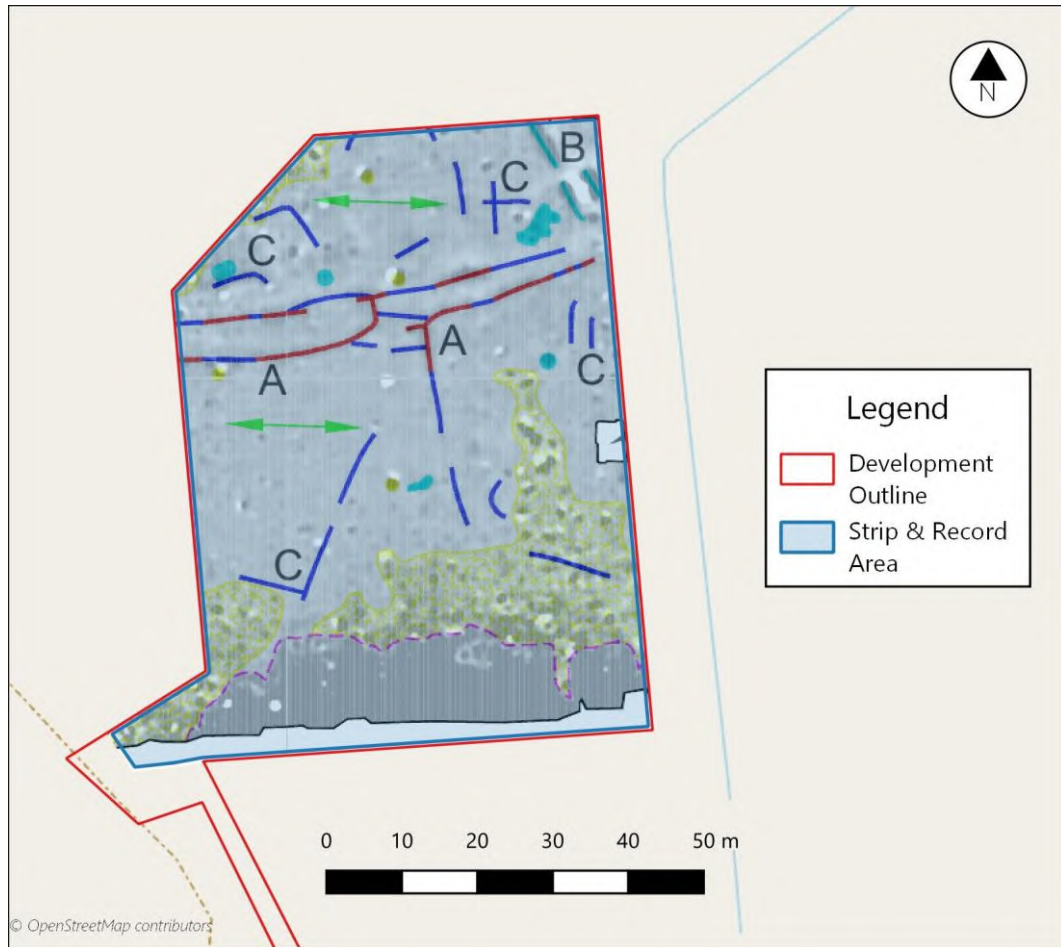 N
B
C
C
A
A
C
C
Legend
Development
Outline
Strip & Record
Area
0 10 20 30 40 50 m
© OpenStreetMap contributors